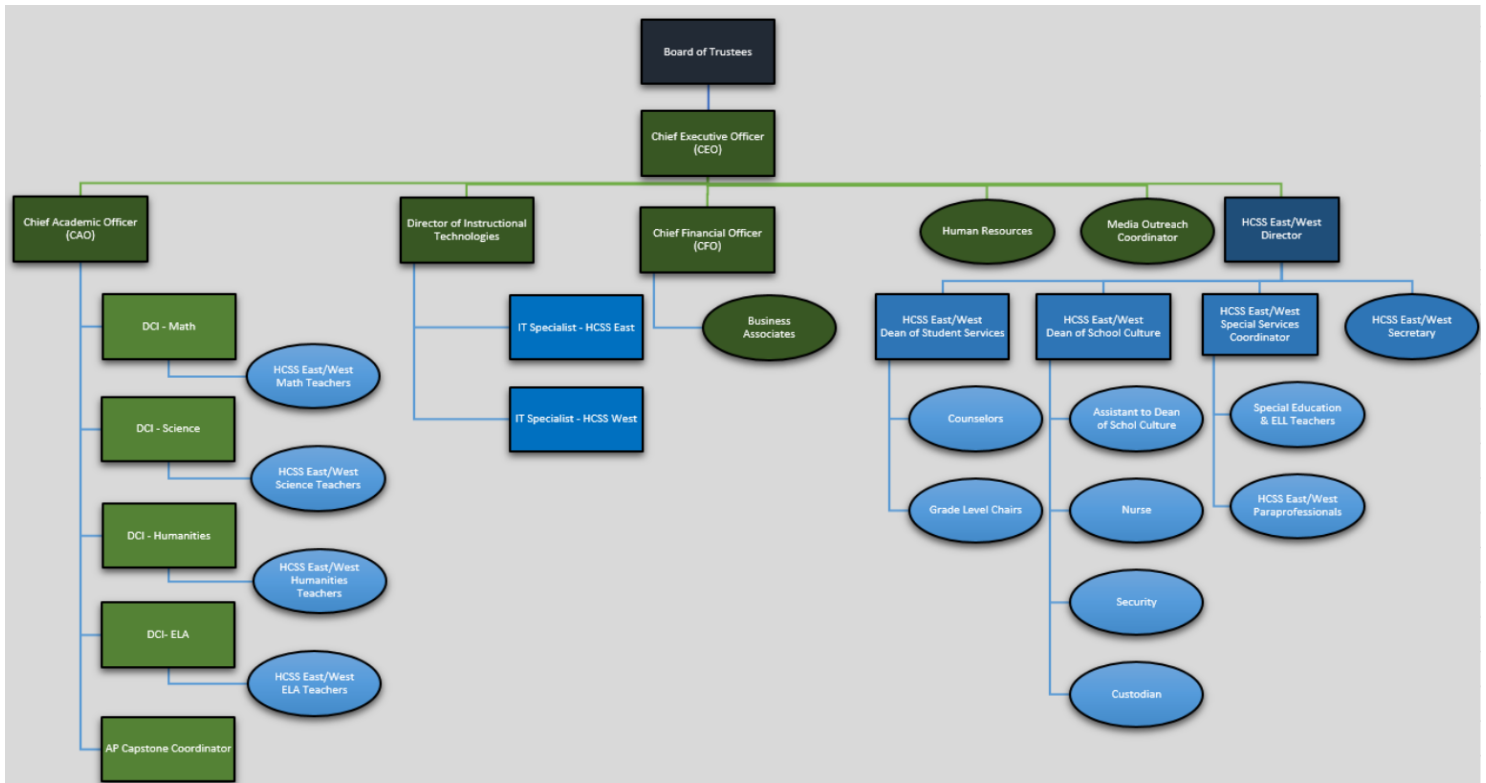 Board of Trustees
Chief Executive Officer
(CEO)
Chief Academic Officer
(CAO)
Director of Instructional
Technologies
Chief Financial Officer
(CFO)
Human Resources
Media Outreach
Coordinator
HCSS East/West
Director
DCI - Math
HCSS East/West
Math Teachers
DCI - Science
HCSS East/West
Science Teachers
DCI - Humanities
HCSS East/West
Humanities
Teachers
DCI- ELA
HCSS East/West
ELA Teachers
AP Capstone Coordinator
IT Specialist - HCSS East
IT Specialist - HCSS West
Business
Associates
HCSS East/West
Dean of Student Services
Counselors
Grade Level Chairs
HCSS East/West
Dean of School Culture
Assistant to Dean
of Schol Culture
Nurse
Security
Custodian
HCSS East/West
Special Services
Coordinator
Special Education
& ELL Teachers
HCSS East/West
Paraprofessionals
HCSS East/West
Secretary